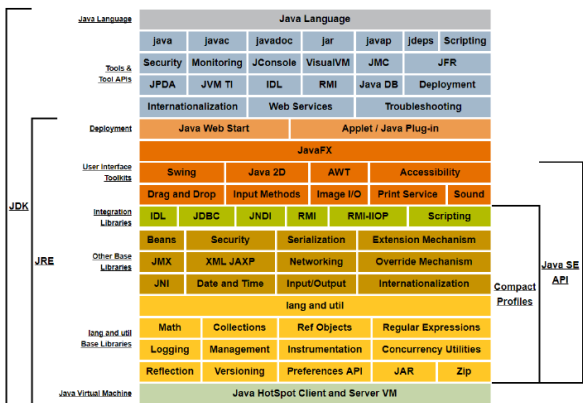 Java Language Java Language
java javac javadoc jar javap jdeps Scripting
Security Monitoring JConsole VisualVM JMC JFR
Tools & Tool APIs
JPDA JVM TI IDL RMI Java DB Deployment
Internationalization Web Services Troubleshooting
Deployment Java Web Start Applet / Java Plug-in
JavaFX
User Interface Toolkits
Swing Java 2D AWT Accessibility
Drag and Drop Input Methods Image I/O Print Service Sound
Integration Libraries
IDL JDBC JNDI RMI RMI-IIOP Scripting
JDK
JRE
Beans Security Serialization Extension Mechanism
Other Base Libraries
JMX XML JAXP Networking Override Mechanism
JNI Date and Time Input/Output Internationalization
Java SE API
Compact Profiles
lang and util
lang and util Base Libraries
Math Collections Ref Objects Regular Expressions
Logging Management Instrumentation Concurrency Utilities
Reflection Versioning Preferences API JAR Zip
Java Virtual Machine Java HotSpot Client and Server VM